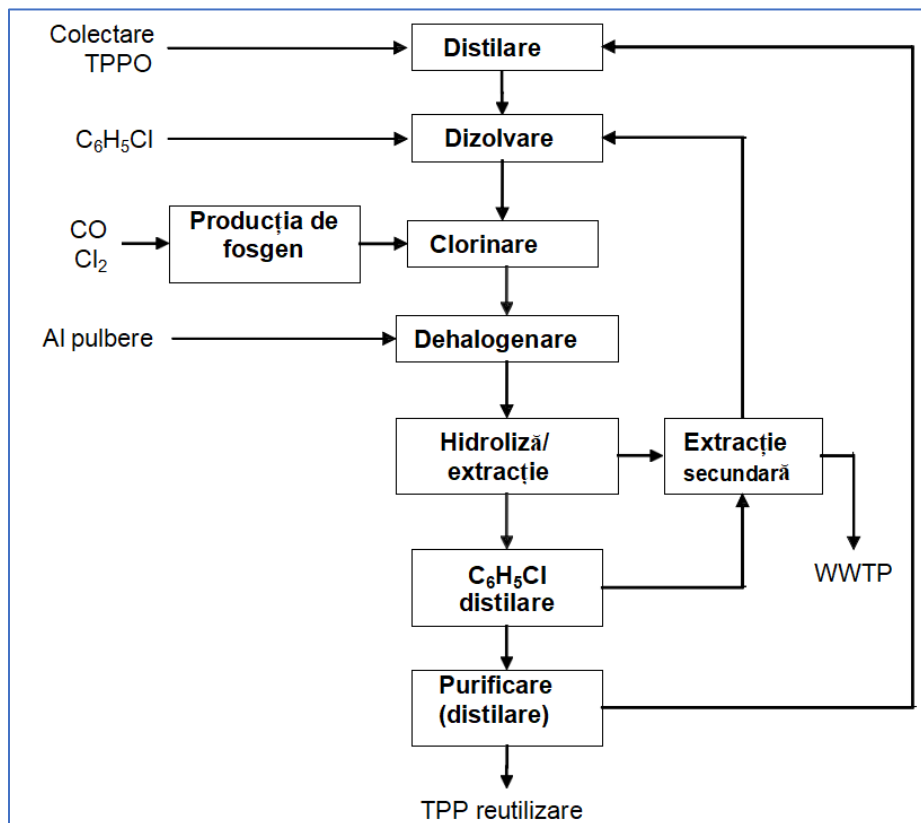 Colectare
TPPO
Distilare
C₆H₅Cl
Dizolvare
CO
Cl₂
Producția de
fosgen
Clorinare
Al pulbere
Dehalogenare
Hidroliză/
extracție
Extracție
secundară
C₆H₅Cl
distilare
WWTP
Purificare
(distilare)
TPP reutilizare